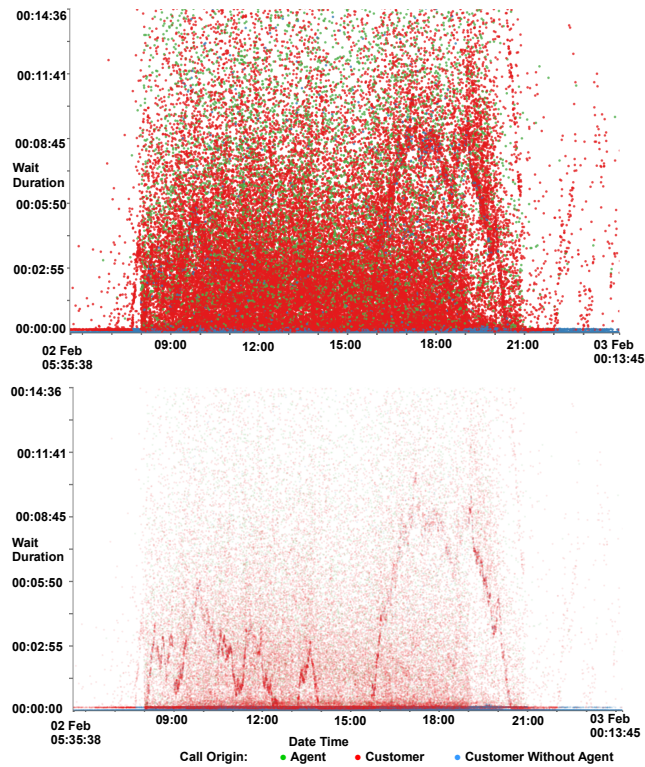 00:14:36
00:11:41
00:08:45
Wait
Duration
00:05:50
00:02:55
00:00:00
02 Feb
05:35:38
09:00
12:00
15:00
18:00
21:00
03 Feb
00:13:45
00:14:36
00:11:41
00:08:45
Wait
Duration
00:05:50
00:02:55
00:00:00
02 Feb
05:35:38
09:00
12:00
15:00
18:00
21:00
03 Feb
00:13:45
Date Time
Call Origin: Agent Customer Customer Without Agent